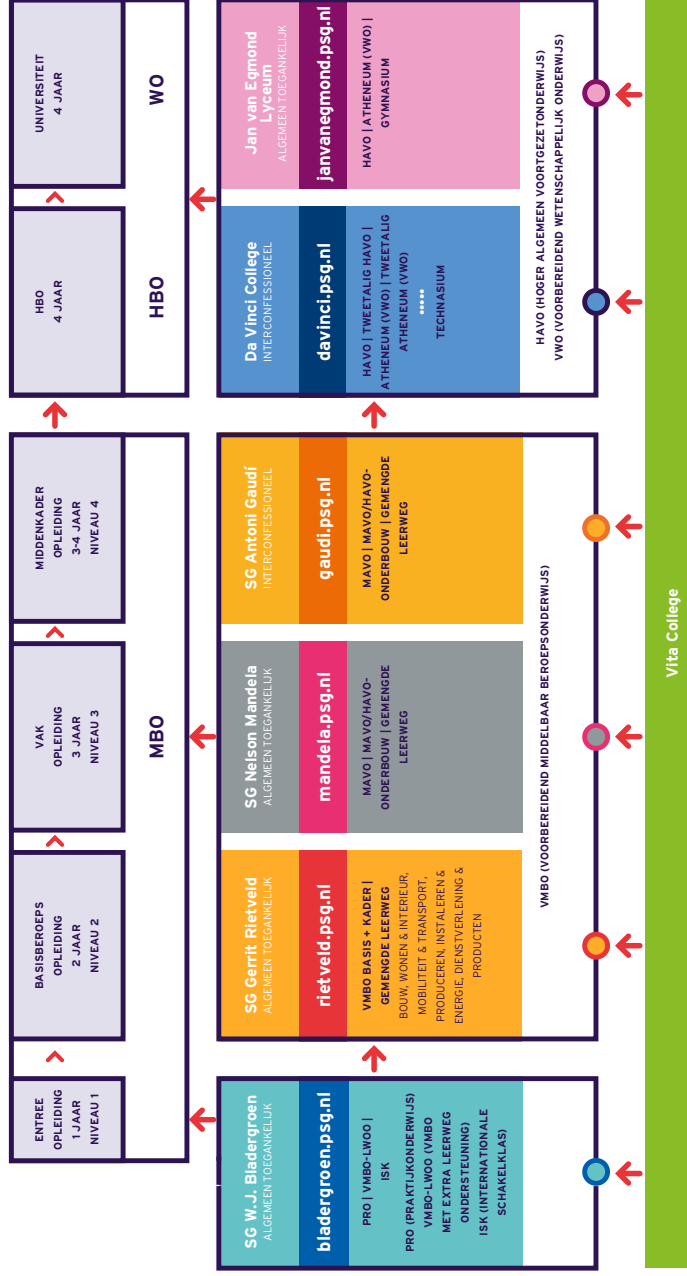 ENTREE
OPLEIDING
1 JAAR
NIVEAU 1
BASISBEROEPS
OPLEIDING
2 JAAR
NIVEAU 2
VAK
OPLEIDING
3 JAAR
NIVEAU 3
MIDDENKADER
OPLEIDING
3-4 JAAR
NIVEAU 4
HBO
4 JAAR
UNIVERSITEIT
4 JAAR
MBO
HBO
WO
SG W.J. Bladergroen
ALGEMEEN TOEGANKELIJK
bladergroen.psg.nl
PRO | VMBO-LWOO |
ISK
PRO (PRAKTIJKONDERWIJS)
VMBO-LWOO (VMBO
MET EXTRA LEERWEG
ONDERSTEUNING)
ISK (INTERNATIONALE
SCHAKELKLAS)
SG Gerrit Rietveld
ALGEMEEN TOEGANKELIJK
rietveld.psg.nl
VMBO BASIS + KADER |
GEMENGDE LEERWEG
BOUW, WONEN & INTERIEUR,
MOBILITEIT & TRANSPORT,
PRODUCEREN, INSTALEREN &
ENERGIE, DIENSTVERLENING &
PRODUCTEN
SG Nelson Mandela
ALGEMEEN TOEGANKELIJK
mandela.psg.nl
MAVO | MAVO/HAVO-
ONDERBOUW | GEMENGDE
LEERWEG
SG Antoni Gaudí
INTERCONFESSIONEEL
gaudi.psg.nl
MAVO | MAVO/HAVO-
ONDERBOUW | GEMENGDE
LEERWEG
Da Vinci College
INTERCONFESSIONEEL
davinci.psg.nl
HAVO | TWEETALIG HAVO |
ATHENEUM (VWO) | TWEETALIG
ATHENEUM (VWO)
•••••
TECHNASIUM
Jan van Egmond
Lyceum
ALGEMEEN TOEGANKELIJK
janvanegmond.psg.nl
HAVO | ATHENEUM (VWO) |
GYMNASIUM
VMBO (VOORBEREIDEND MIDDELBAAR BEROEPSONDERWIJS)
HAVO (HOGER ALGEMEEN VOORTGEZETONDERWIJS)
VWO (VOORBEREIDEND WETENSCHAPPELIJK ONDERWIJS)
Vita College